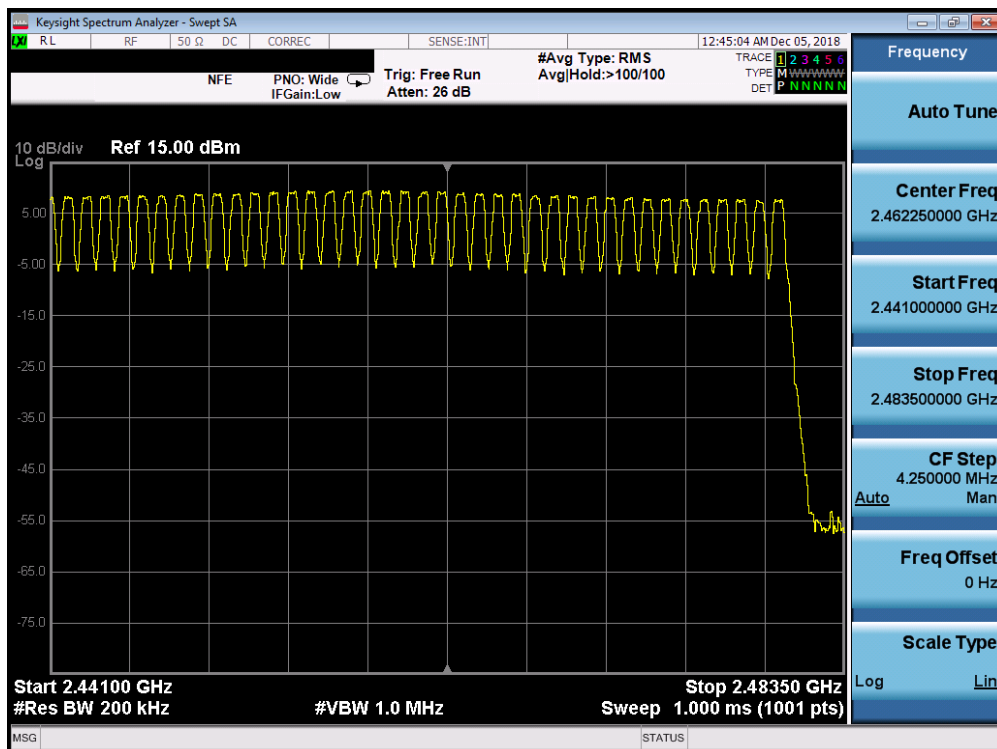 Keysight Spectrum Analyzer - Swept SA
LXI RL RF 50 Ω DC CORREC SENSE:INT 12:45:04 AM Dec 05, 2018
NFE PNO: Wide Trig: Free Run #Avg Type: RMS TRACE 1 2 3 4 5 6
IFGain:Low Atten: 26 dB Avg|Hold:>100/100 TYPE M WWWWW
DET P N N N N N
10 dB/div Ref 15.00 dBm
Log
5.00
-5.00
-15.0
-25.0
-35.0
-45.0
-55.0
-65.0
-75.0
Start 2.44100 GHz Stop 2.48350 GHz
#Res BW 200 kHz #VBW 1.0 MHz Sweep 1.000 ms (1001 pts)
MSG STATUS
Frequency
Auto Tune
Center Freq
2.462250000 GHz
Start Freq
2.441000000 GHz
Stop Freq
2.483500000 GHz
CF Step
4.250000 MHz
Auto Man
Freq Offset
0 Hz
Scale Type
Log Lin